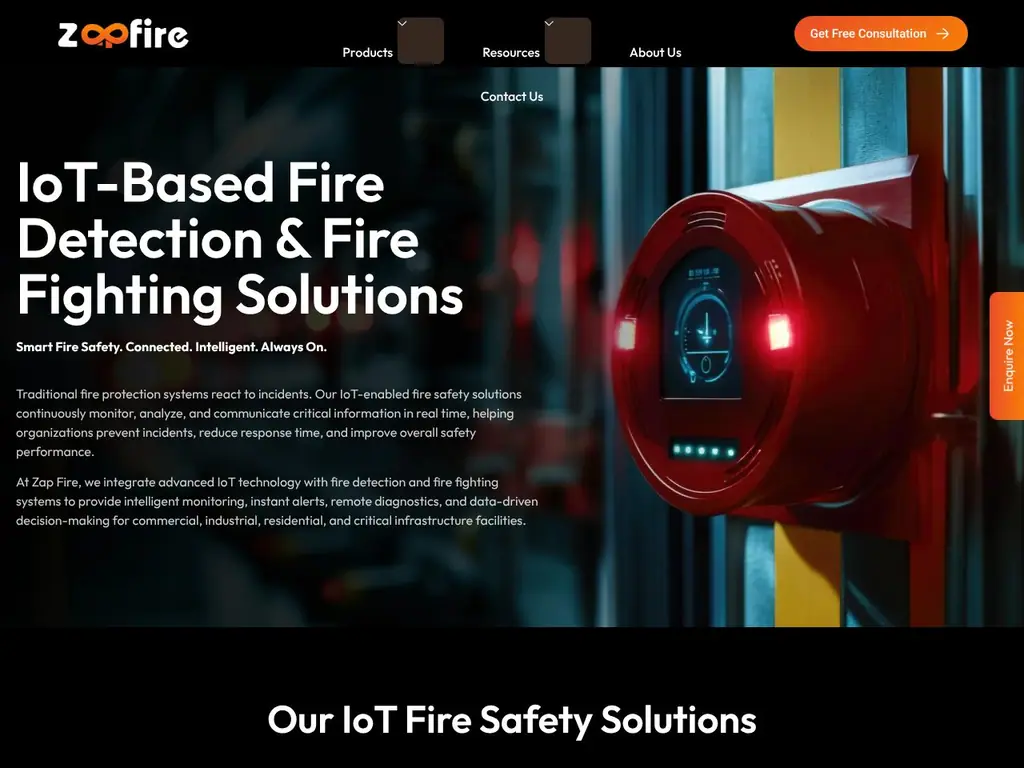 Zapfire
Products
Resources
About Us
Get Free Consultation
Contact Us
IoT-Based Fire
Detection & Fire
Fighting Solutions
Smart Fire Safety. Connected. Intelligent. Always On.
Traditional fire protection systems react to incidents. Our IoT-enabled fire safety solutions
continuously monitor, analyze, and communicate critical information in real time, helping
organizations prevent incidents, reduce response time, and improve overall safety
performance.
At Zap Fire, we integrate advanced IoT technology with fire detection and fire fighting
systems to provide intelligent monitoring, instant alerts, remote diagnostics, and data-driven
decision-making for commercial, industrial, residential, and critical infrastructure facilities.
Enquire Now
Our IoT Fire Safety Solutions